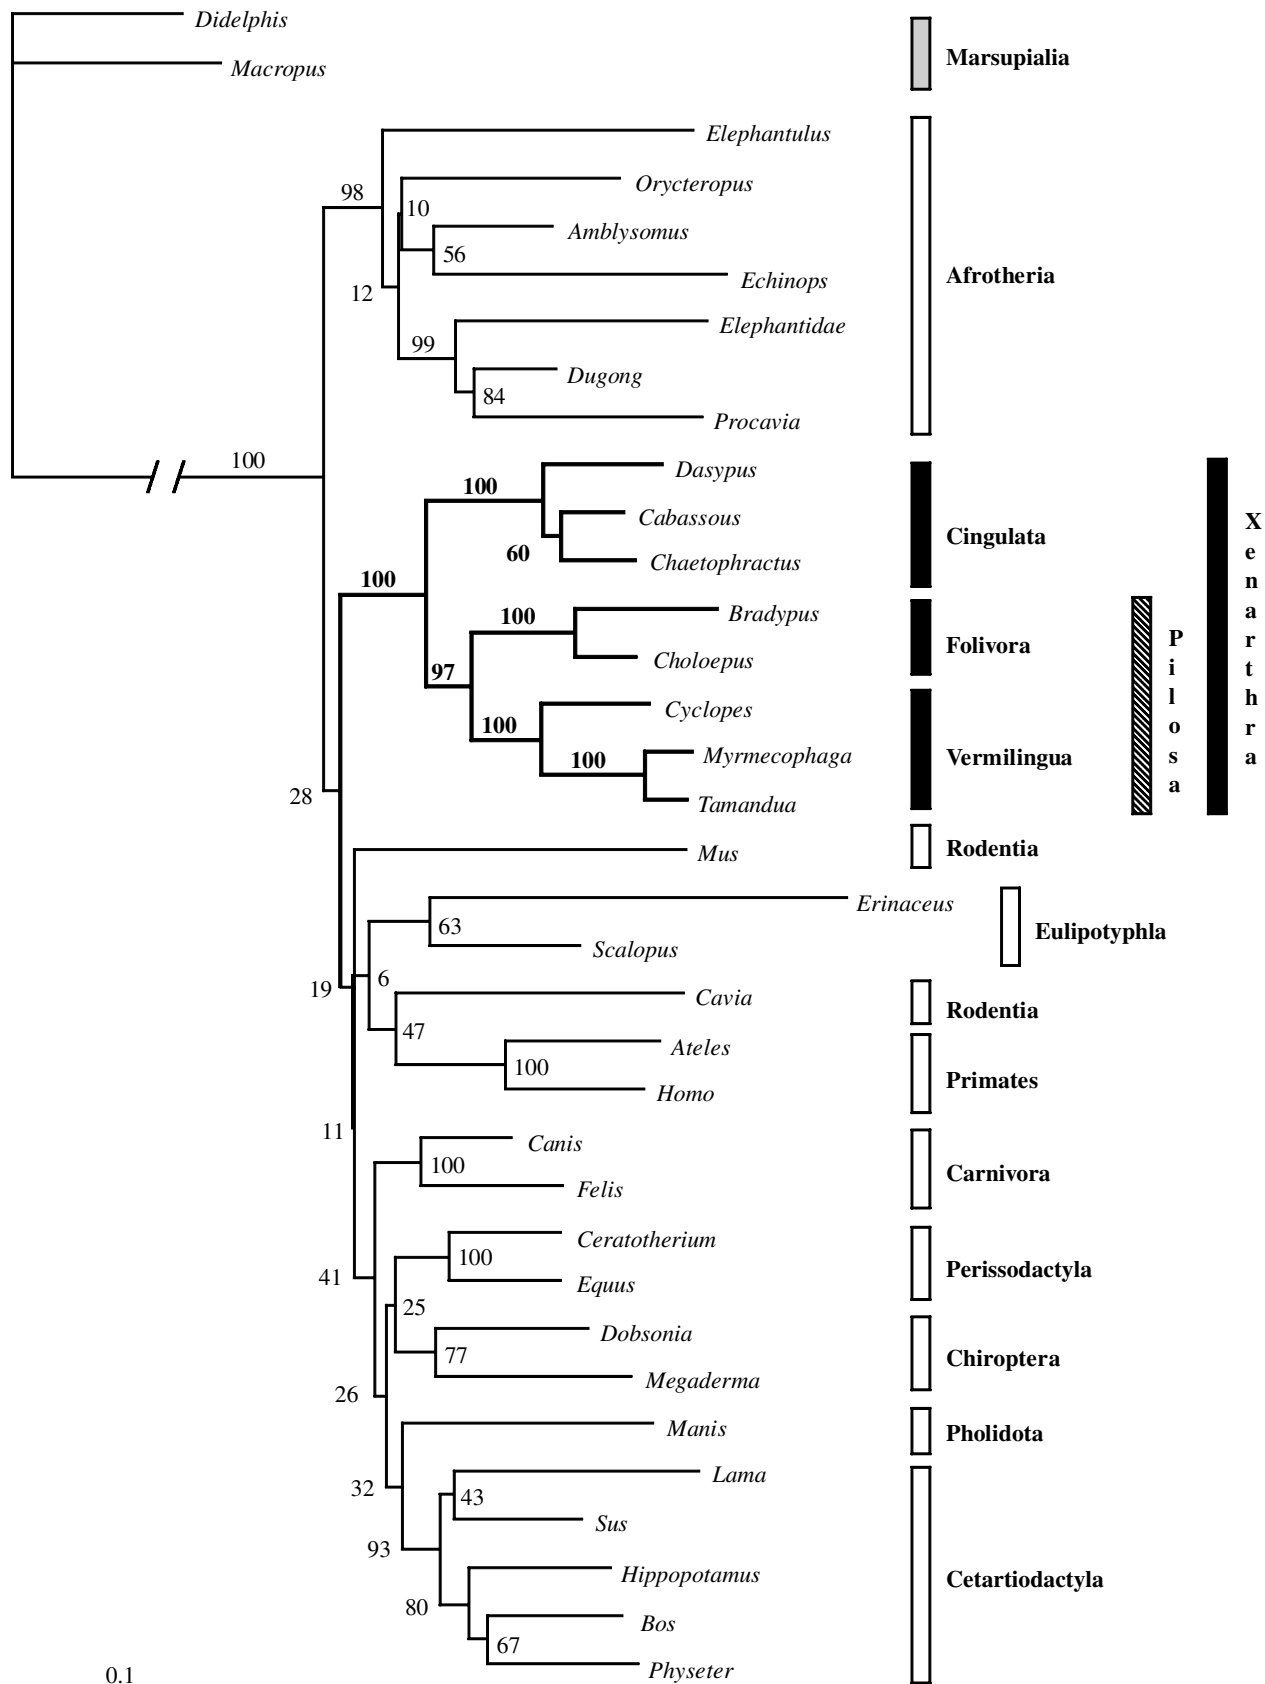 Didelphis
Macropus
Marsupialia
Elephantulus
98
Orycteropus
10
Amblysomus
56
Echinops
12
Afrotheria
Elephantidae
99
Dugong
84
Procavia
100
Dasypus
100
Cabassous
60
Chaetophractus
Cingulata
Xenarthra
100
Bradypus
100
Choloepus
Folivora
Pilosa
97
Cyclopes
100
Myrmecophaga
100
Tamandua
Vermilingua
28
Mus
Rodentia
Erinaceus
63
Scalopus
Eulipotyphla
19
6
Cavia
Rodentia
47
Ateles
100
Homo
Primates
11
Canis
100
Felis
Carnivora
Ceratotherium
100
Equus
Perissodactyla
41
25
Dobsonia
77
Megaderma
Chiroptera
26
Manis
Pholidota
32
Lama
43
Sus
93
Hippopotamus
Cetartiodactyla
80
Bos
67
Physeter
0.1